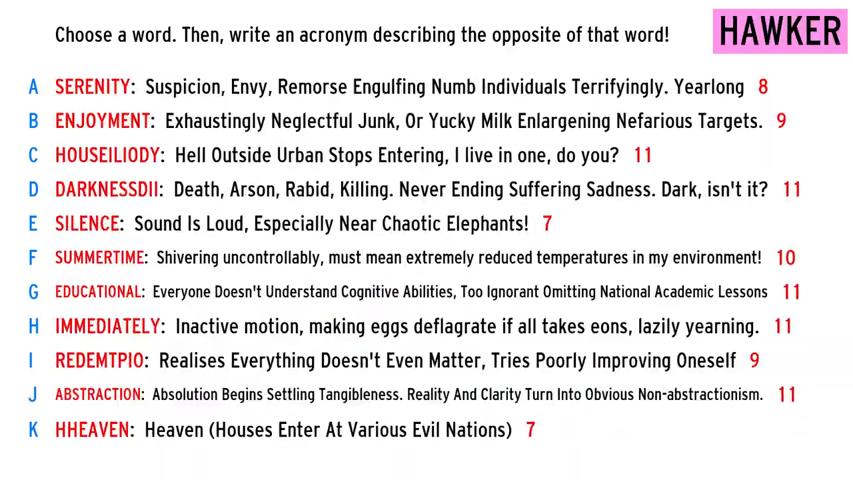 Choose a word. Then, write an acronym describing the opposite of that word!
HAWKER
A SERENITY: Suspicion, Envy, Remorse Engulfing Numb Individuals Terrifyingly. Yearlong 8
B ENJOYMENT: Exhaustingly Neglectful Junk, Or Yucky Milk Enlargening Nefarious Targets. 9
C HOUSEILIODY: Hell Outside Urban Stops Entering, I live in one, do you? 11
D DARKNESSDII: Death, Arson, Rabid, Killing. Never Ending Suffering Sadness. Dark, isn't it? 11
E SILENCE: Sound Is Loud, Especially Near Chaotic Elephants! 7
F SUMMERTIME: Shivering uncontrollably, must mean extremely reduced temperatures in my environment! 10
G EDUCATIONAL: Everyone Doesn't Understand Cognitive Abilities, Too Ignorant Omitting National Academic Lessons 11
H IMMEDIATELY: Inactive motion, making eggs deflagrate if all takes eons, lazily yearning. 11
I REDEMTPIO: Realises Everything Doesn't Even Matter, Tries Poorly Improving Oneself 9
J ABSTRACTION: Absolution Begins Settling Tangibleness. Reality And Clarity Turn Into Obvious Non-abstractionism. 11
K HHEAVEN: Heaven (Houses Enter At Various Evil Nations) 7